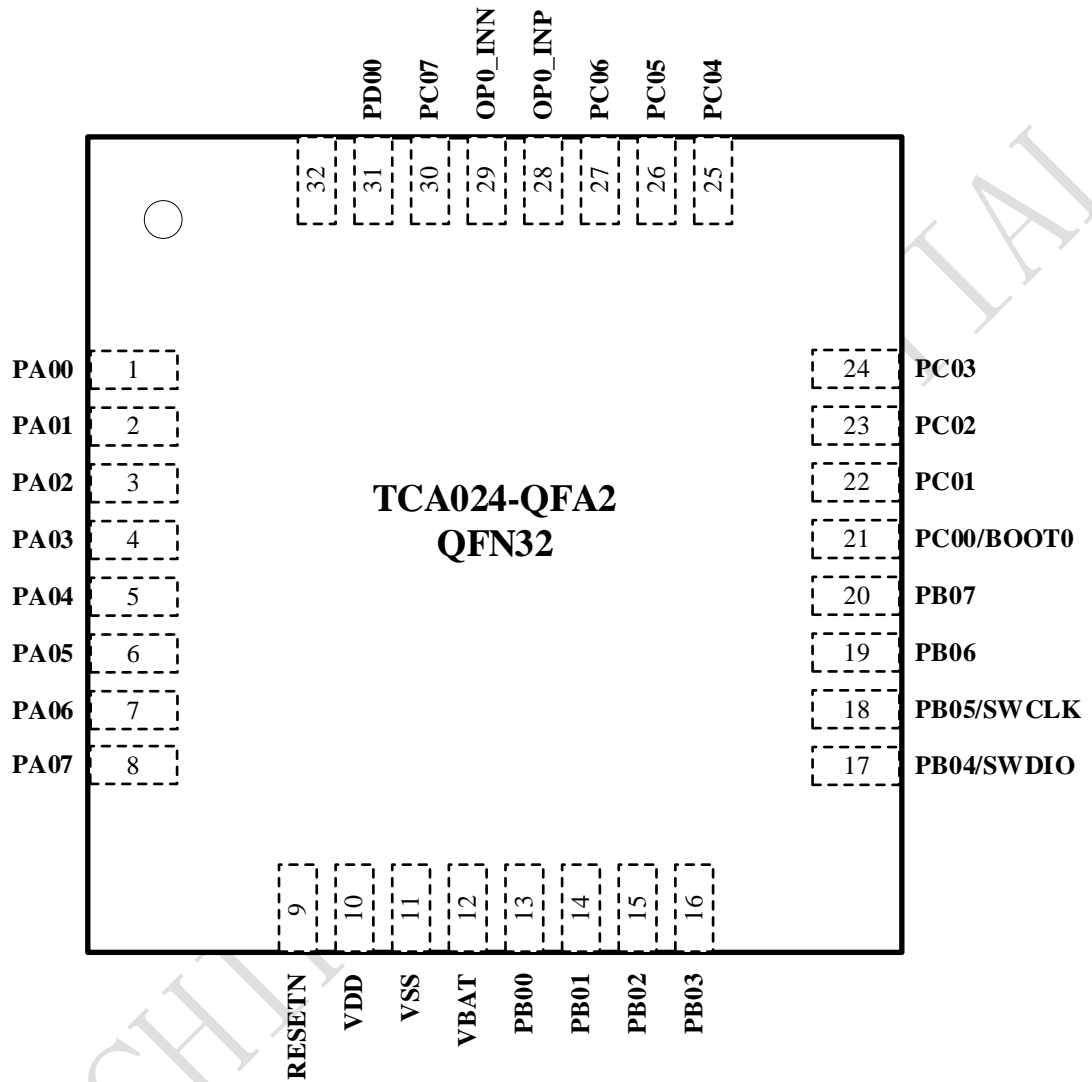 PD00
PC07
OP0_INN
OP0_INP
PC06
PC05
PC04
32
31
30
29
28
27
26
25
PA00 1
PA01 2
PA02 3
PA03 4
PA04 5
PA05 6
PA06 7
PA07 8
TCA024-QFA2
QFN32
24 PC03
23 PC02
22 PC01
21 PC00/BOOT0
20 PB07
19 PB06
18 PB05/SWCLK
17 PB04/SWDIO
9
10
11
12
13
14
15
16
RESETN
VDD
VSS
VBAT
PB00
PB01
PB02
PB03